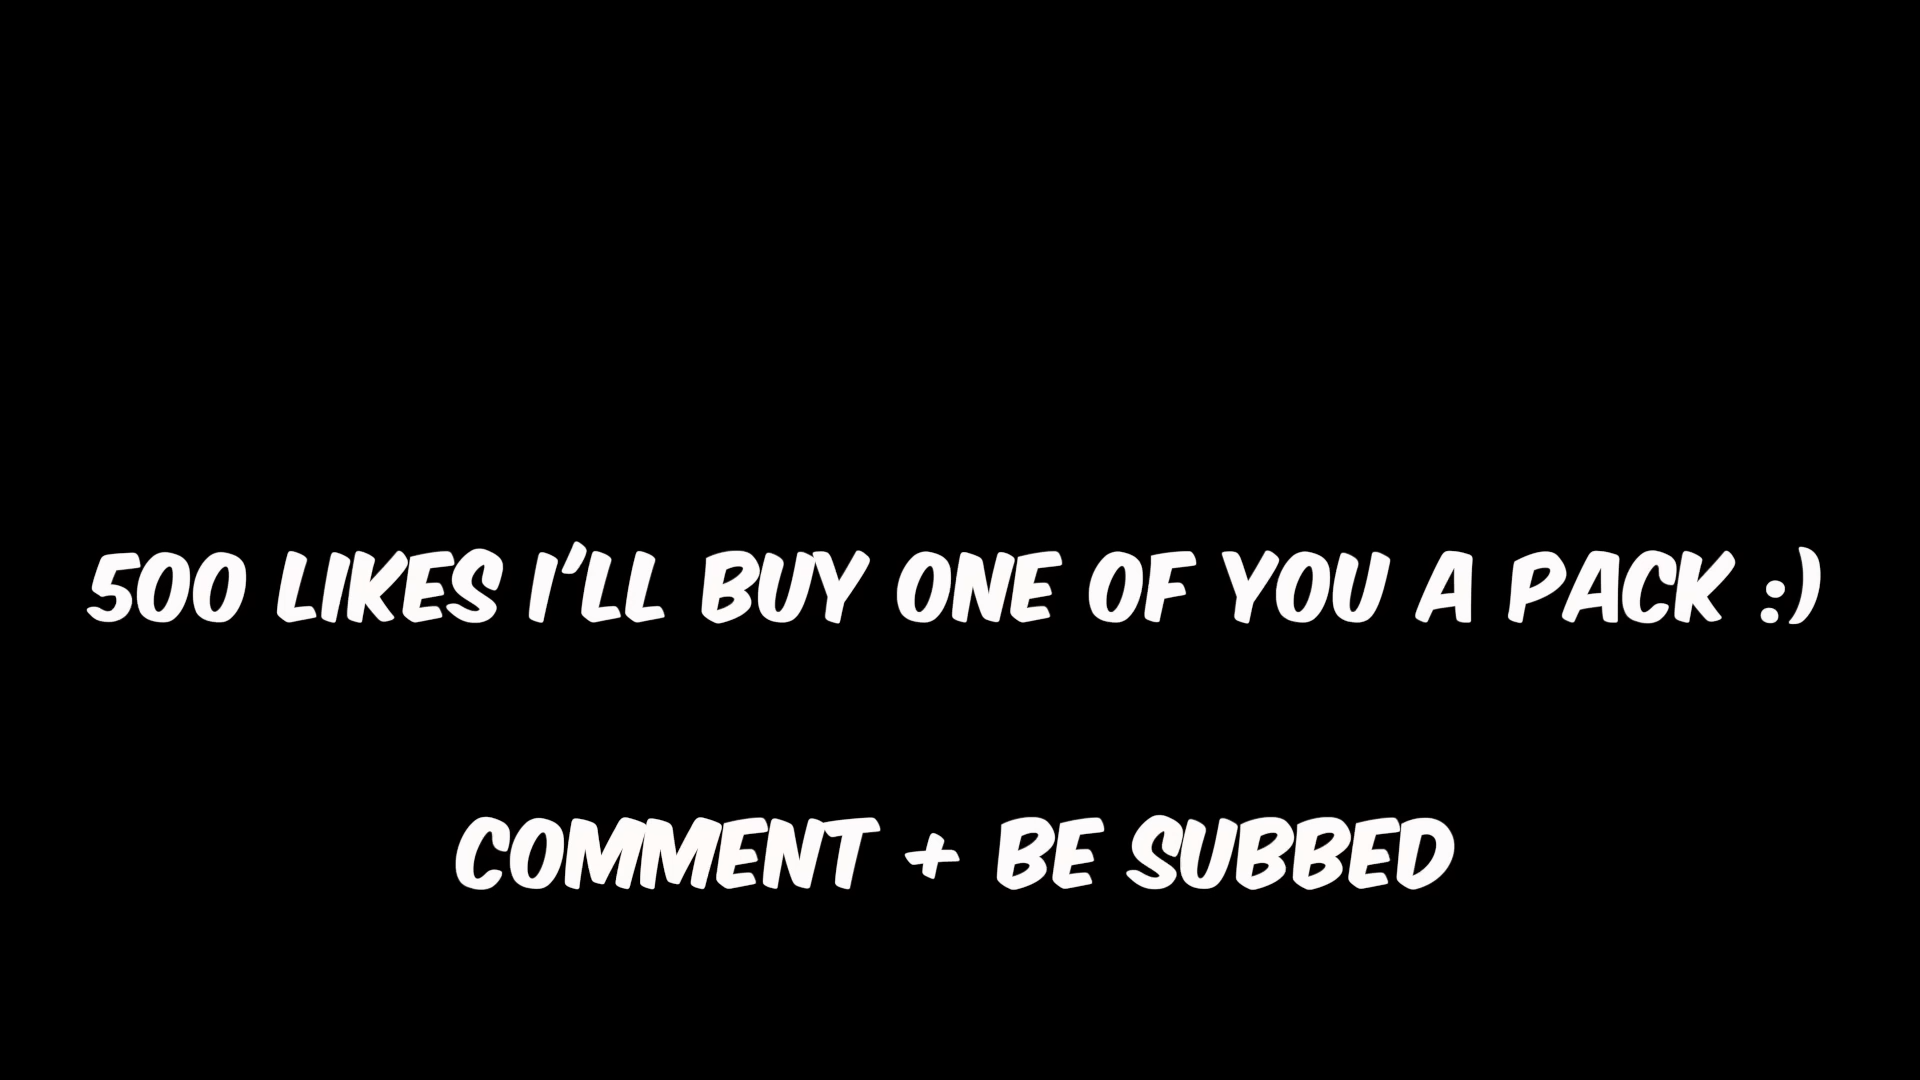 500 LIKES I'LL BUY ONE OF YOU A PACK :)
COMMENT + BE SUBBED